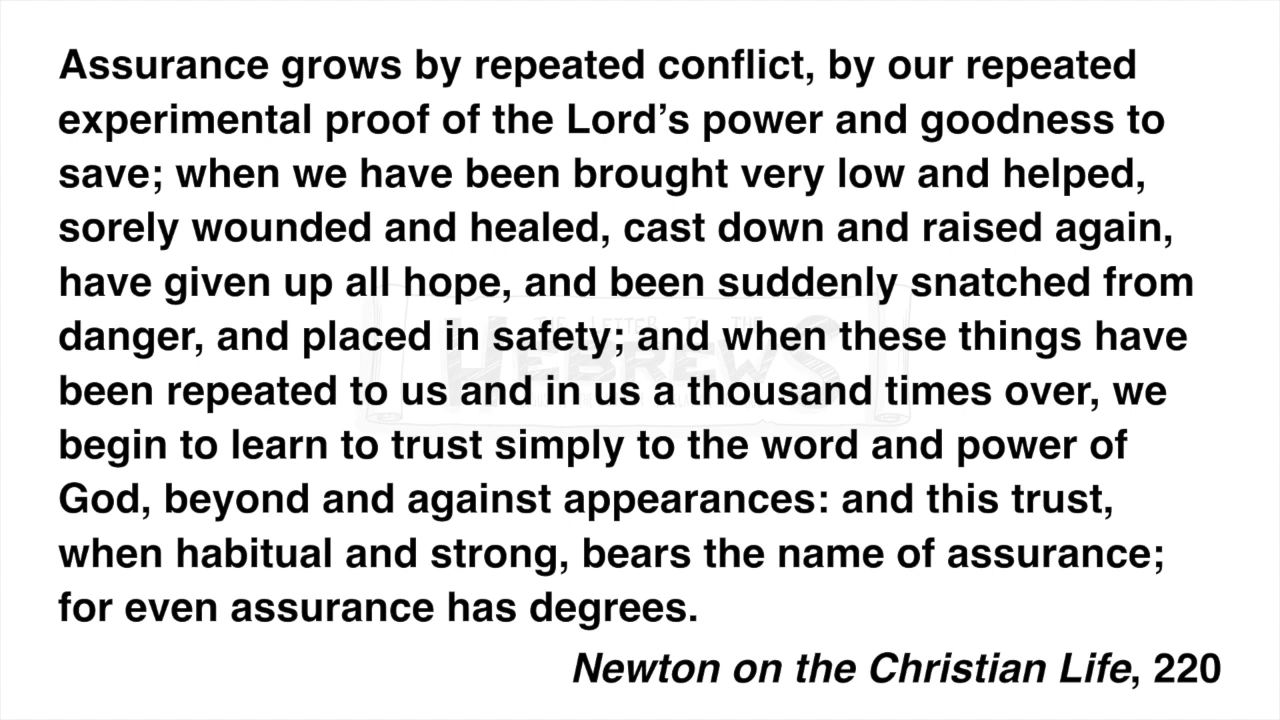 Assurance grows by repeated conflict, by our repeated
experimental proof of the Lord’s power and goodness to
save; when we have been brought very low and helped,
sorely wounded and healed, cast down and raised again,
have given up all hope, and been suddenly snatched from
danger, and placed in safety; and when these things have
been repeated to us and in us a thousand times over, we
begin to learn to trust simply to the word and power of
God, beyond and against appearances: and this trust,
when habitual and strong, bears the name of assurance;
for even assurance has degrees.
Newton on the Christian Life, 220
THE LETTER TO THE
HEBREWS